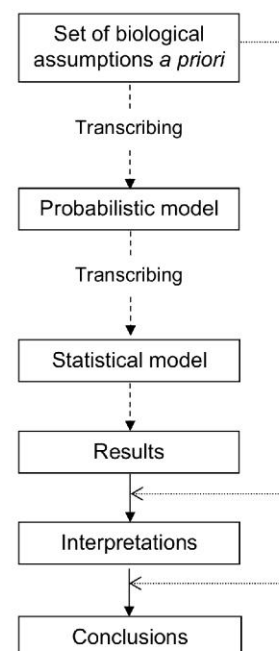 Set of biological
assumptions a priori
Transcribing
Probabilistic model
Transcribing
Statistical model
Results
Interpretations
Conclusions